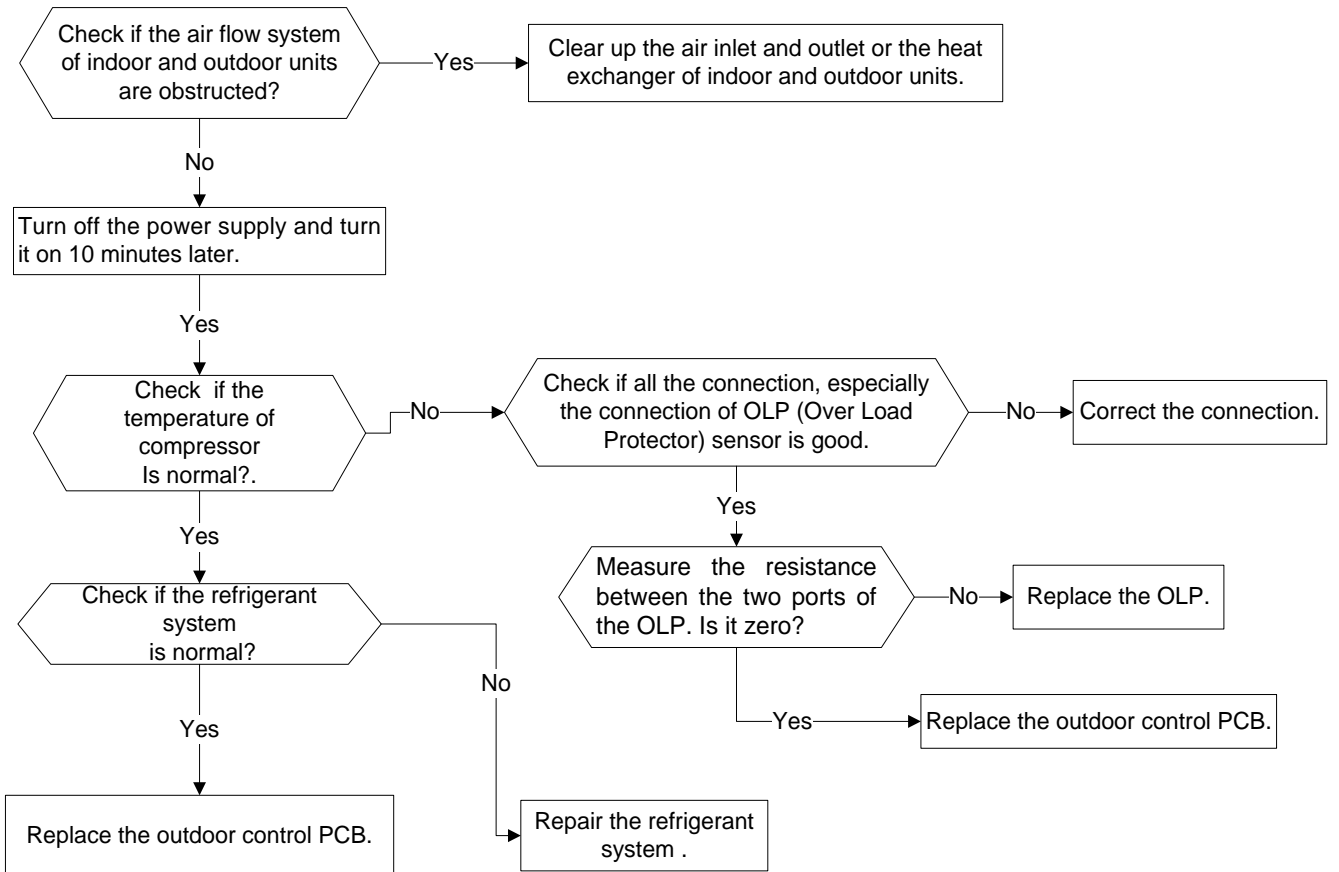 Check if the air flow system
of indoor and outdoor units
are obstructed?
Yes
Clear up the air inlet and outlet or the heat
exchanger of indoor and outdoor units.
No
Turn off the power supply and turn
it on 10 minutes later.
Yes
Check if the
temperature of
compressor
Is normal?.
No
Check if all the connection, especially
the connection of OLP (Over Load
Protector) sensor is good.
No
Correct the connection.
Yes
Yes
Measure the resistance
between the two ports of
the OLP. Is it zero?
No
Replace the OLP.
Check if the refrigerant
system
is normal?
No
Yes
Replace the outdoor control PCB.
Yes
Replace the outdoor control PCB.
Repair the refrigerant
system .